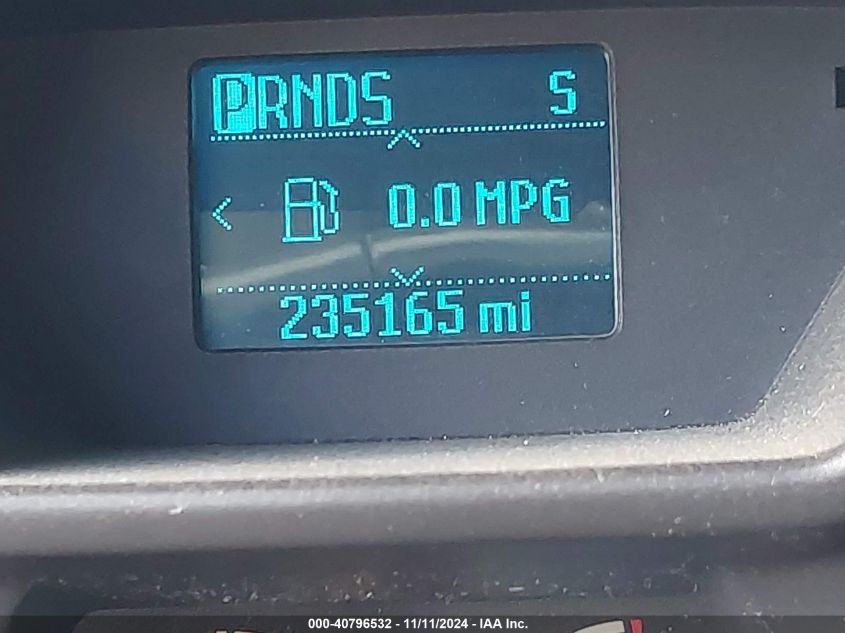 PRNDS S
0.0 MPG
235165 mi
000-40796532 - 11/11/2024 - IAA Inc.